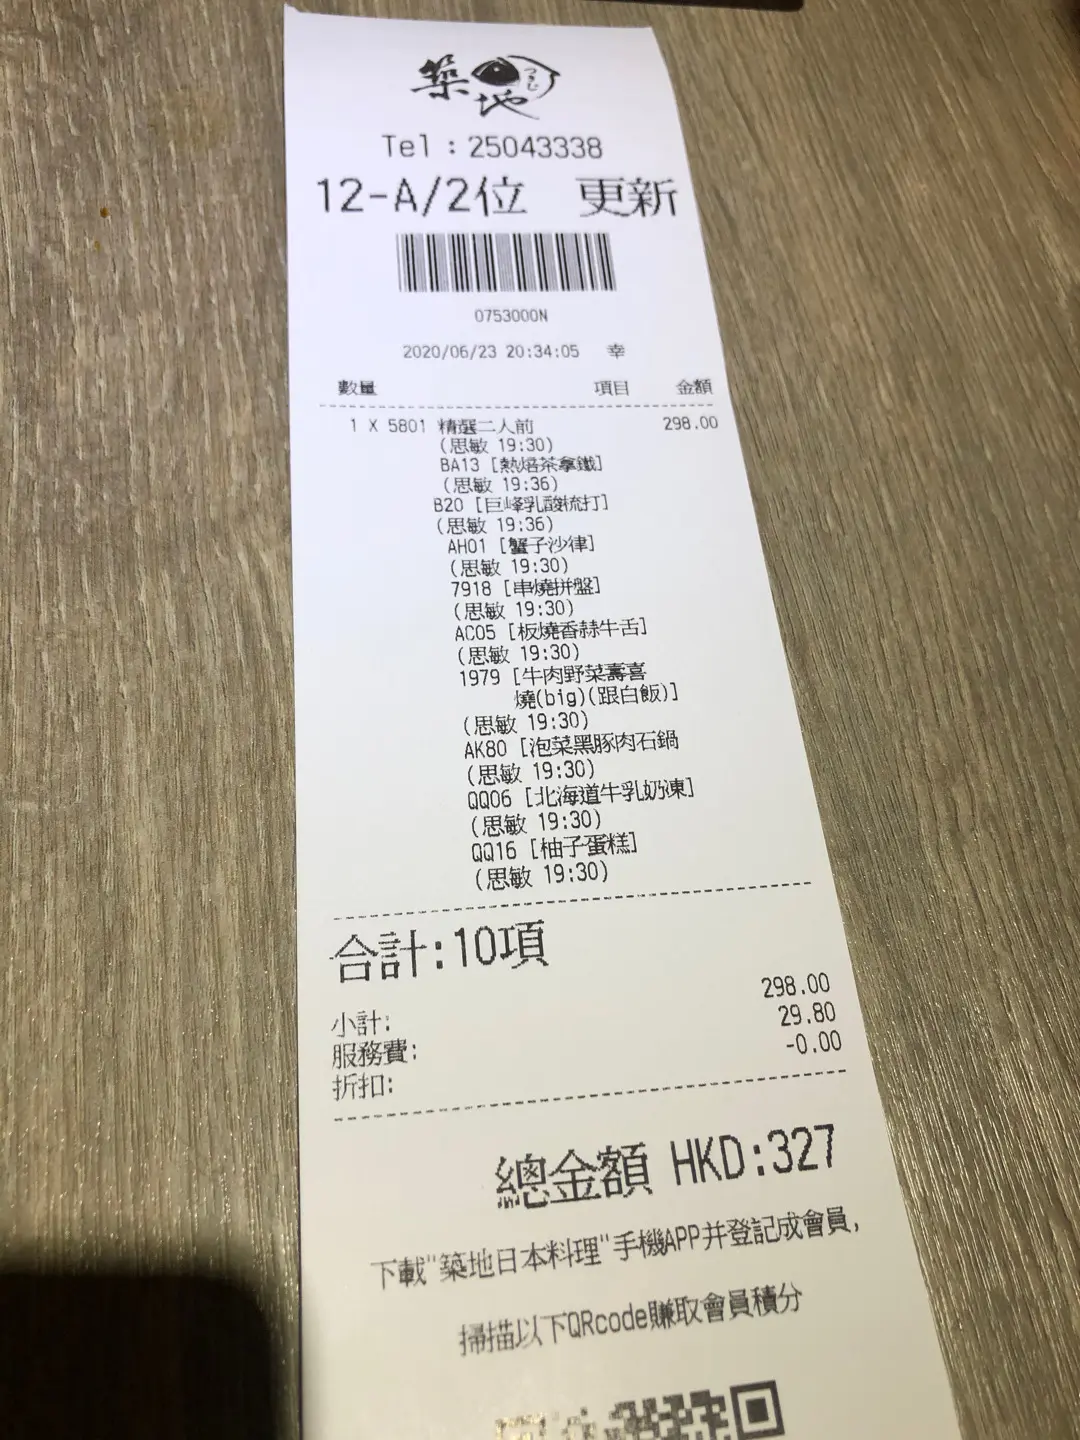 築地
つきじ
Tel : 25043338
12-A/2位 更新
0753000N
2020/06/23 20:34:05 幸
數量 項目 金額
1 X 5801 精選二人前 298.00
(思敏 19:30)
BA13 [熱焙茶拿鐵]
(思敏 19:36)
B20 [巨峰乳酸梳打]
(思敏 19:36)
AH01 [蟹子沙律]
(思敏 19:30)
7918 [串燒拼盤]
(思敏 19:30)
AC05 [板燒香蒜牛舌]
(思敏 19:30)
1979 [牛肉野菜壽喜
燒(big)(跟白飯)]
(思敏 19:30)
AK80 [泡菜黑豚肉石鍋
(思敏 19:30)
QQ06 [北海道牛乳奶凍]
(思敏 19:30)
QQ16 [柚子蛋糕]
(思敏 19:30)
合計:10項
小計: 298.00
服務費: 29.80
折扣: -0.00
總金額 HKD:327
下載"築地日本料理"手機APP并登記成會員,
掃描以下QRcode賺取會員積分